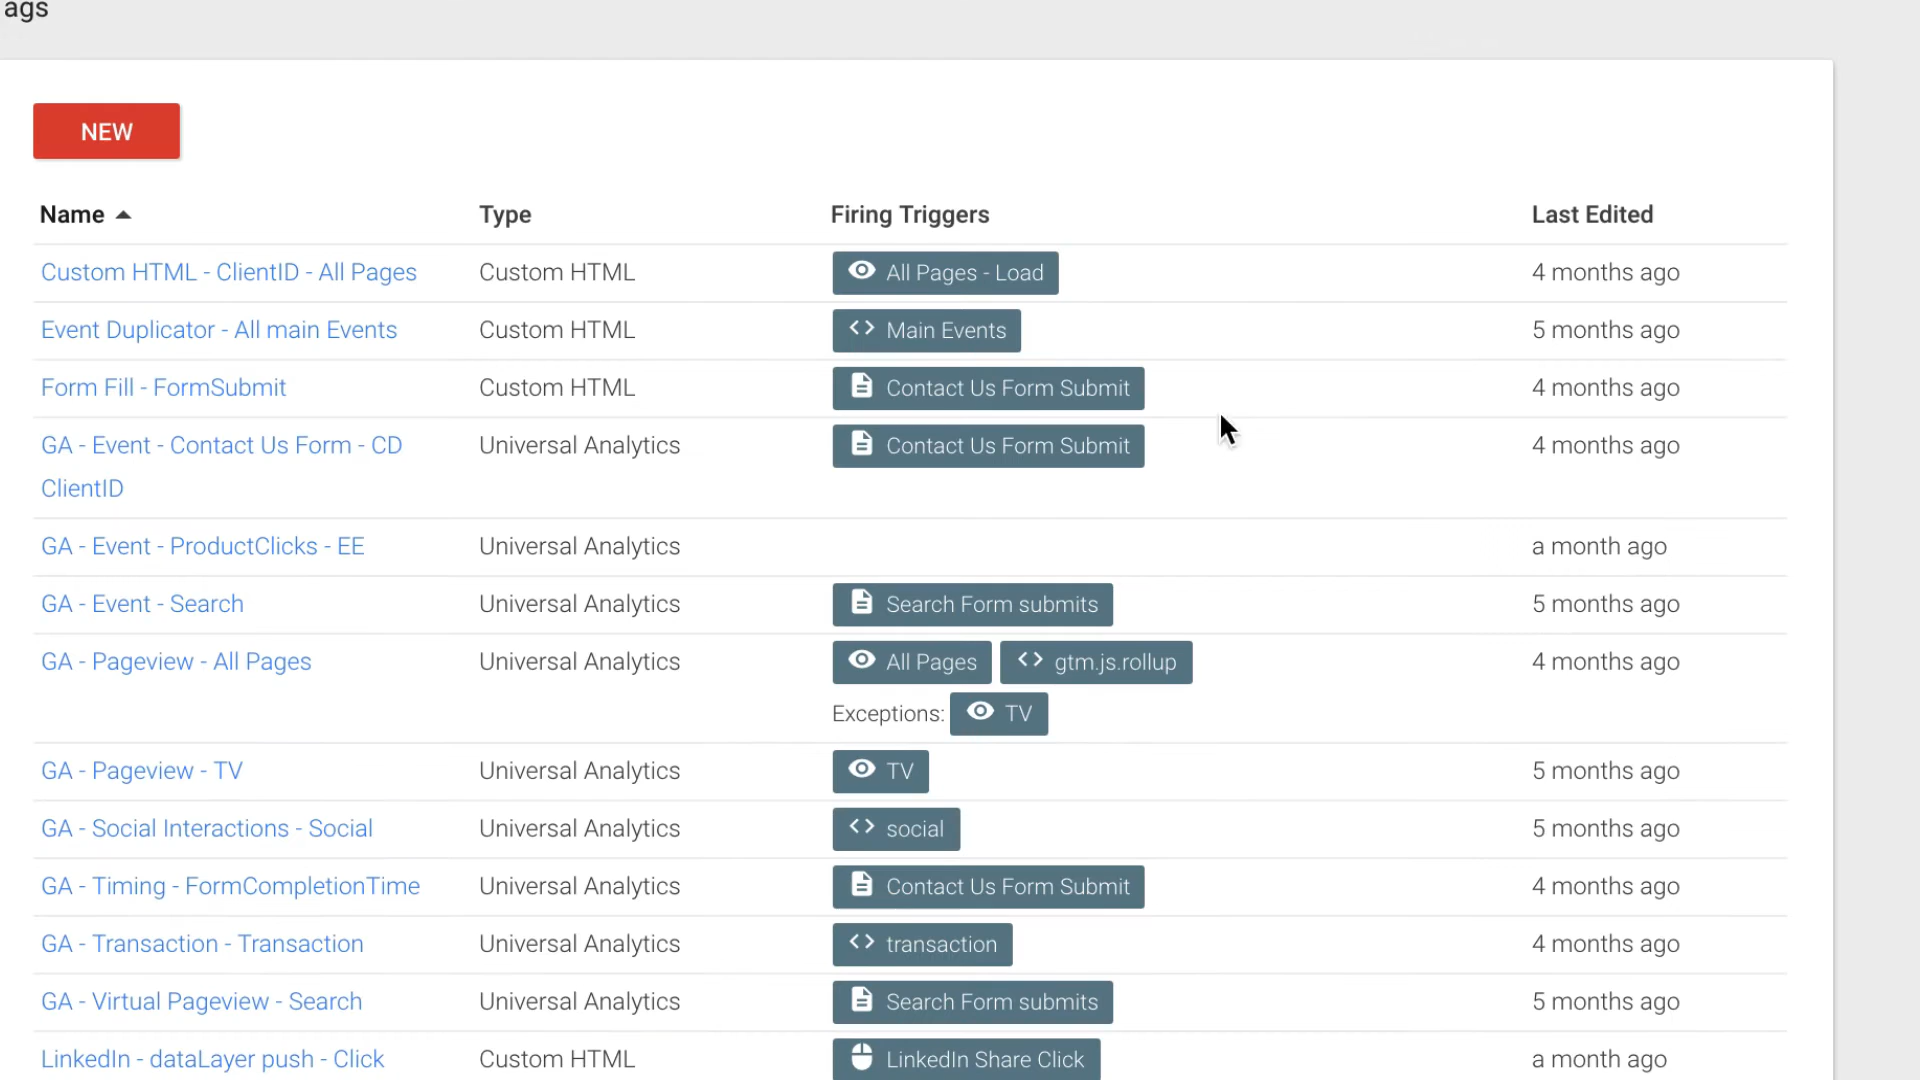 ags
NEW
Name Type Firing Triggers Last Edited
Custom HTML - ClientID - All Pages Custom HTML All Pages - Load 4 months ago
Event Duplicator - All main Events Custom HTML Main Events 5 months ago
Form Fill - FormSubmit Custom HTML Contact Us Form Submit 4 months ago
GA - Event - Contact Us Form - CD Universal Analytics Contact Us Form Submit 4 months ago
ClientID
GA - Event - ProductClicks - EE Universal Analytics a month ago
GA - Event - Search Universal Analytics Search Form submits 5 months ago
GA - Pageview - All Pages Universal Analytics All Pages gtm.js.rollup 4 months ago
Exceptions: TV
GA - Pageview - TV Universal Analytics TV 5 months ago
GA - Social Interactions - Social Universal Analytics social 5 months ago
GA - Timing - FormCompletionTime Universal Analytics Contact Us Form Submit 4 months ago
GA - Transaction - Transaction Universal Analytics transaction 4 months ago
GA - Virtual Pageview - Search Universal Analytics Search Form submits 5 months ago
LinkedIn - dataLayer push - Click Custom HTML LinkedIn Share Click a month ago